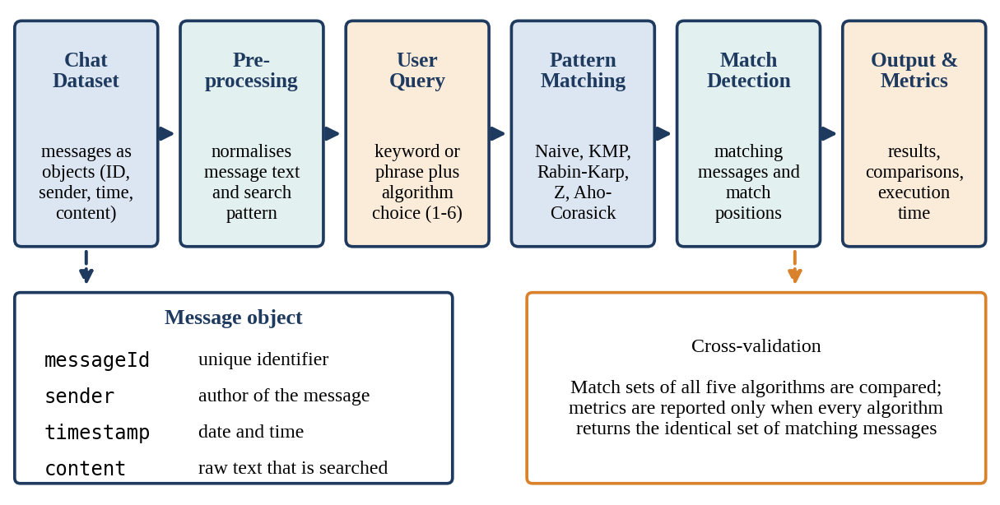 Chat
Dataset
messages as
objects (ID,
sender, time,
content)
Pre-
processing
normalises
message text
and search
pattern
User
Query
keyword or
phrase plus
algorithm
choice (1-6)
Pattern
Matching
Naive, KMP,
Rabin-Karp,
Z, Aho-
Corasick
Match
Detection
matching
messages and
match
positions
Output &
Metrics
results,
comparisons,
execution
time
Message object
messageId unique identifier
sender author of the message
timestamp date and time
content raw text that is searched
Cross-validation
Match sets of all five algorithms are compared;
metrics are reported only when every algorithm
returns the identical set of matching messages